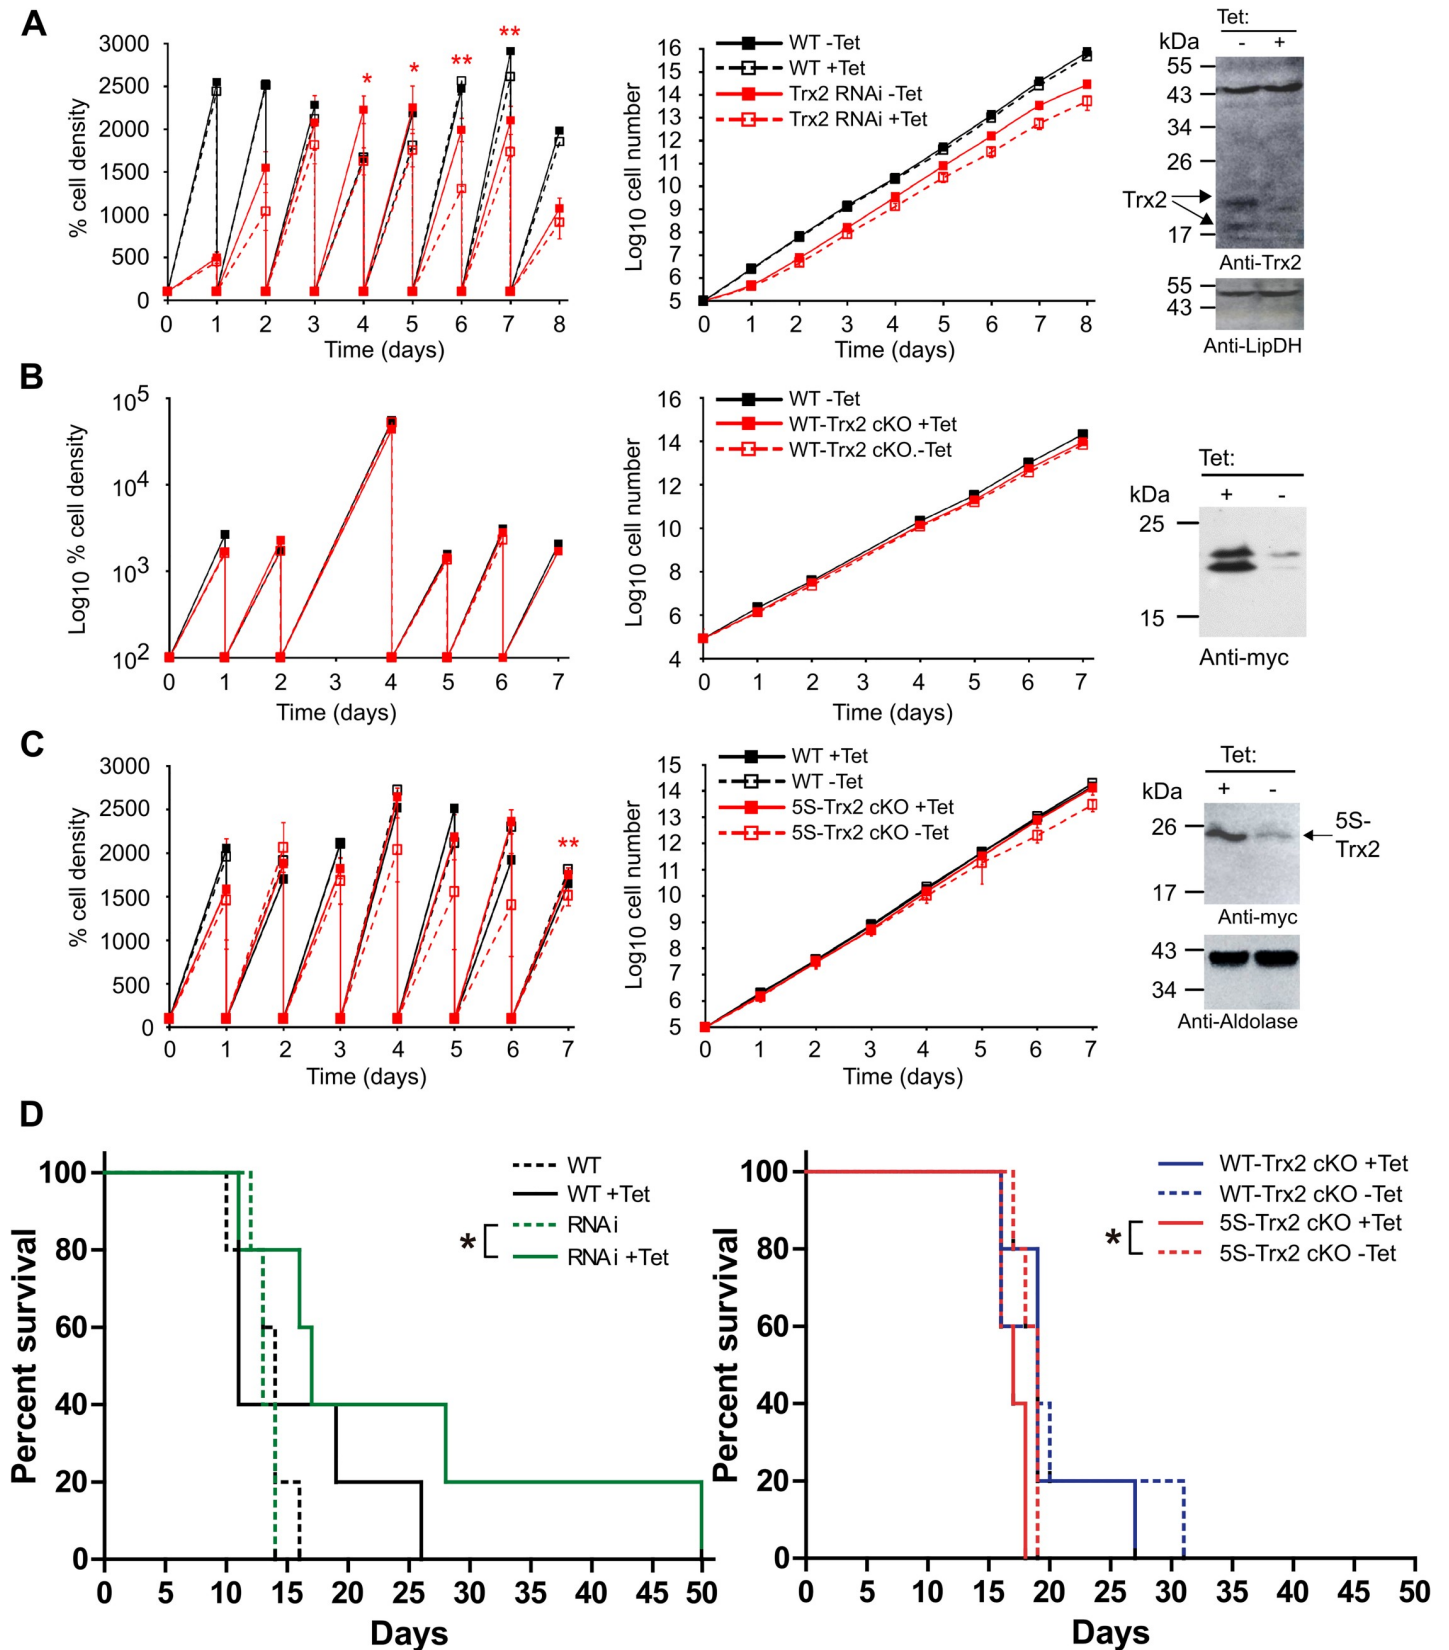 A
3000
2500
2000
1500
1000
500
0
% cell density
* * ** **
0 1 2 3 4 5 6 7 8
Time (days)
16
15
14
13
12
11
10
9
8
7
6
5
Log10 cell number
WT -Tet
WT +Tet
Trx2 RNAi -Tet
Trx2 RNAi +Tet
0 1 2 3 4 5 6 7 8
Time (days)
Tet:
kDa - +
55
43
34
26
Trx2
17
Anti-Trx2
55
43
Anti-LipDH
B
10⁵
10⁴
10³
10²
Log10 % cell density
0 1 2 3 4 5 6 7
Time (days)
16
14
12
10
8
6
4
Log10 cell number
WT -Tet
WT-Trx2 cKO +Tet
WT-Trx2 cKO.-Tet
0 1 2 3 4 5 6 7
Time (days)
Tet:
kDa + -
25
15
Anti-myc
C
3000
2500
2000
1500
1000
500
0
% cell density
**
0 1 2 3 4 5 6 7
Time (days)
15
14
13
12
11
10
9
8
7
6
5
Log10 cell number
WT +Tet
WT -Tet
5S-Trx2 cKO +Tet
5S-Trx2 cKO -Tet
0 1 2 3 4 5 6 7
Time (days)
Tet:
kDa + -
26
5S-
Trx2
17
Anti-myc
43
34
Anti-Aldolase
D
100
80
60
40
20
0
Percent survival
WT
WT +Tet
RNAi
RNAi +Tet
*
0 5 10 15 20 25 30 35 40 45 50
Days
100
80
60
40
20
0
Percent survival
WT-Trx2 cKO +Tet
WT-Trx2 cKO -Tet
5S-Trx2 cKO +Tet
5S-Trx2 cKO -Tet
*
0 5 10 15 20 25 30 35 40 45 50
Days